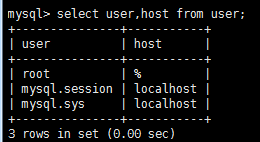 mysql> select user,host from user;
+---------------+-----------+
| user          | host      |
+---------------+-----------+
| root          | %         |
| mysql.session | localhost |
| mysql.sys     | localhost |
+---------------+-----------+
3 rows in set (0.00 sec)